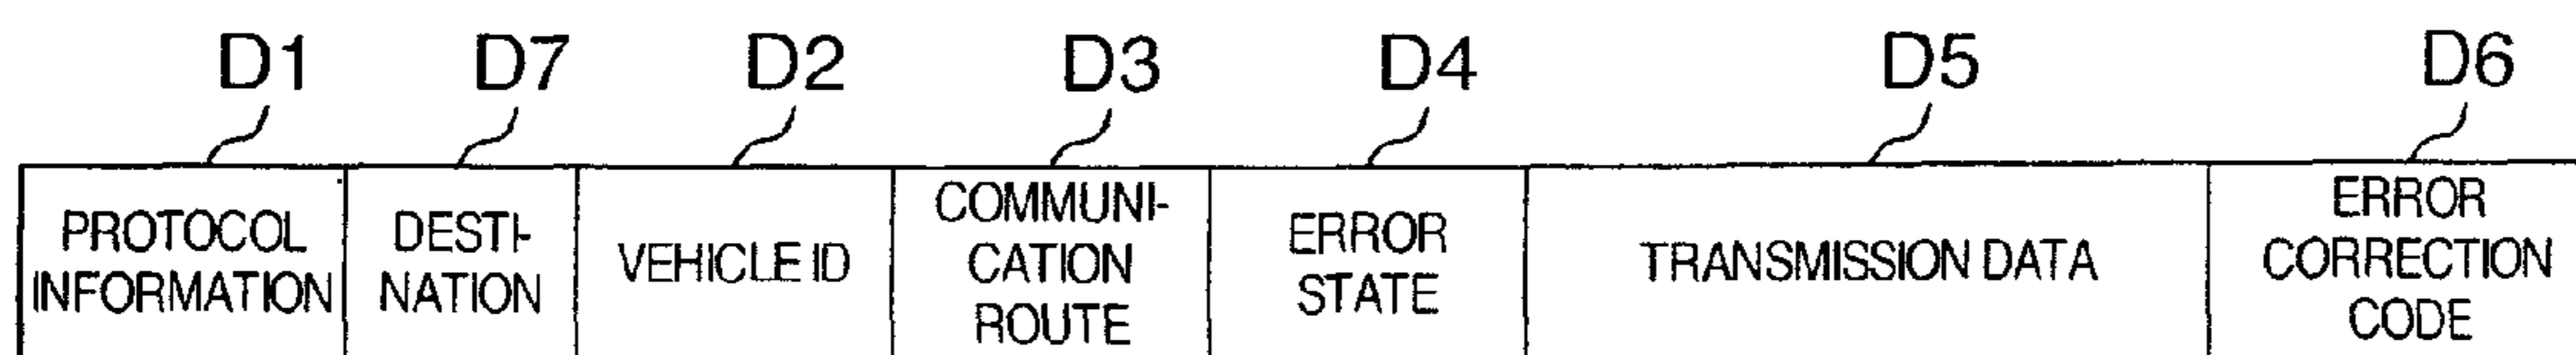 D1 D7 D2 D3 D4 D5 D6
PROTOCOL
INFORMATION
DESTI-
NATION
VEHICLE ID
COMMUNI-
CATION
ROUTE
ERROR
STATE
TRANSMISSION DATA
ERROR
CORRECTION
CODE